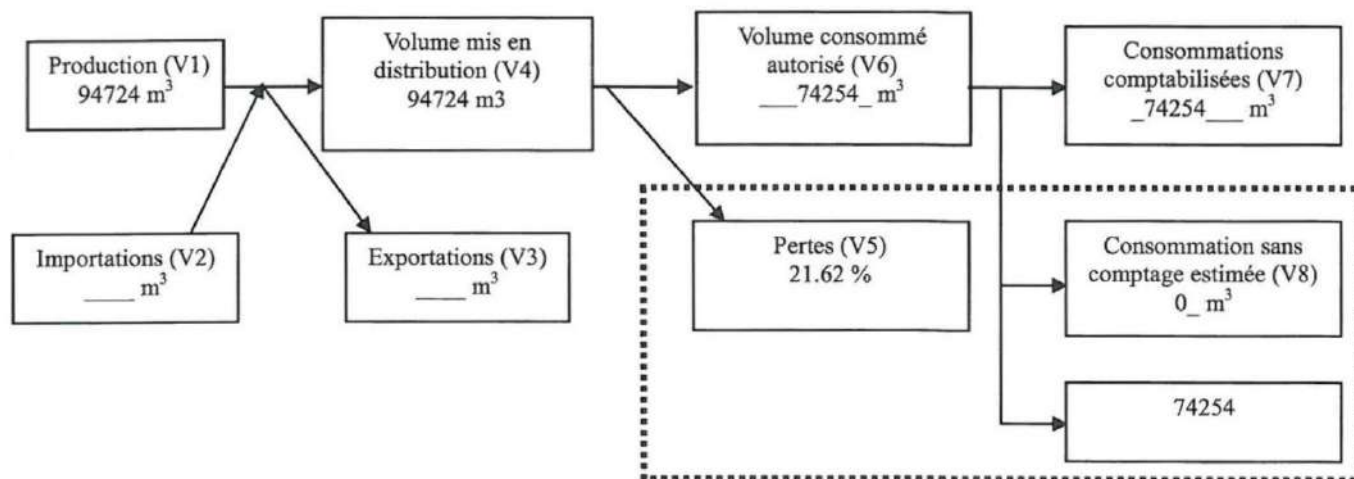 Production (V1)
94724 m³
Volume mis en
distribution (V4)
94724 m3
Volume consommé
autorisé (V6)
___74254_ m³
Consommations
comptabilisées (V7)
_74254___ m³
Importations (V2)
____ m³
Exportations (V3)
____ m³
Pertes (V5)
21.62 %
Consommation sans
comptage estimée (V8)
0_ m³
74254